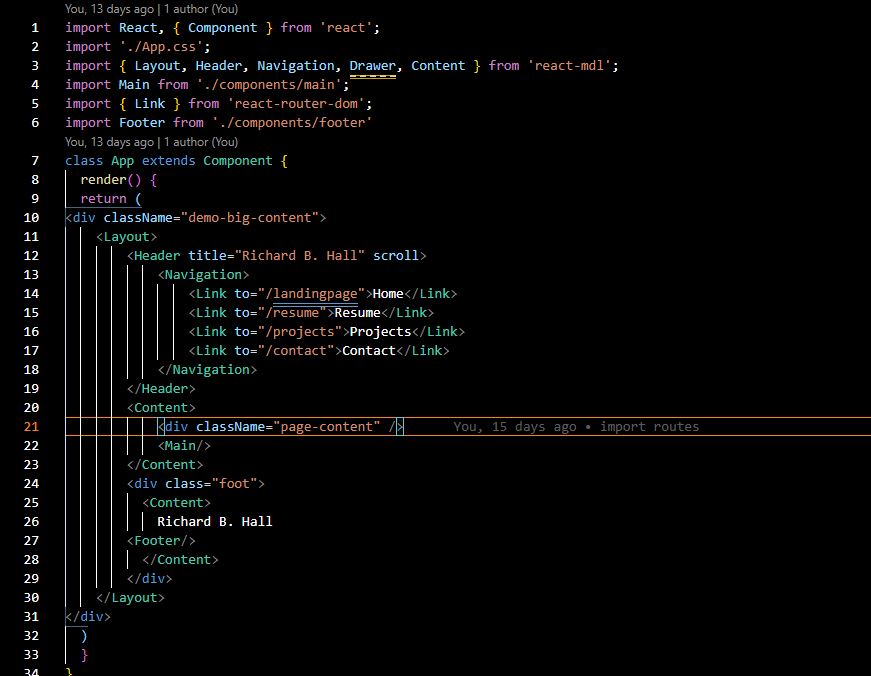 You, 13 days ago | 1 author (You)
1 import React, { Component } from 'react';
2 import './App.css';
3 import { Layout, Header, Navigation, Drawer, Content } from 'react-mdl';
4 import Main from './components/main';
5 import { Link } from 'react-router-dom';
6 import Footer from './components/footer'
You, 13 days ago | 1 author (You)
7 class App extends Component {
8 render() {
9 return (
10 <div className="demo-big-content">
11 <Layout>
12 <Header title="Richard B. Hall" scroll>
13 <Navigation>
14 <Link to="/landingpage">Home</Link>
15 <Link to="/resume">Resume</Link>
16 <Link to="/projects">Projects</Link>
17 <Link to="/contact">Contact</Link>
18 </Navigation>
19 </Header>
20 <Content>
21 <div className="page-content" /> You, 15 days ago • import routes
22 <Main/>
23 </Content>
24 <div class="foot">
25 <Content>
26 Richard B. Hall
27 <Footer/>
28 </Content>
29 </div>
30 </Layout>
31 </div>
32 )
33 }
34 }